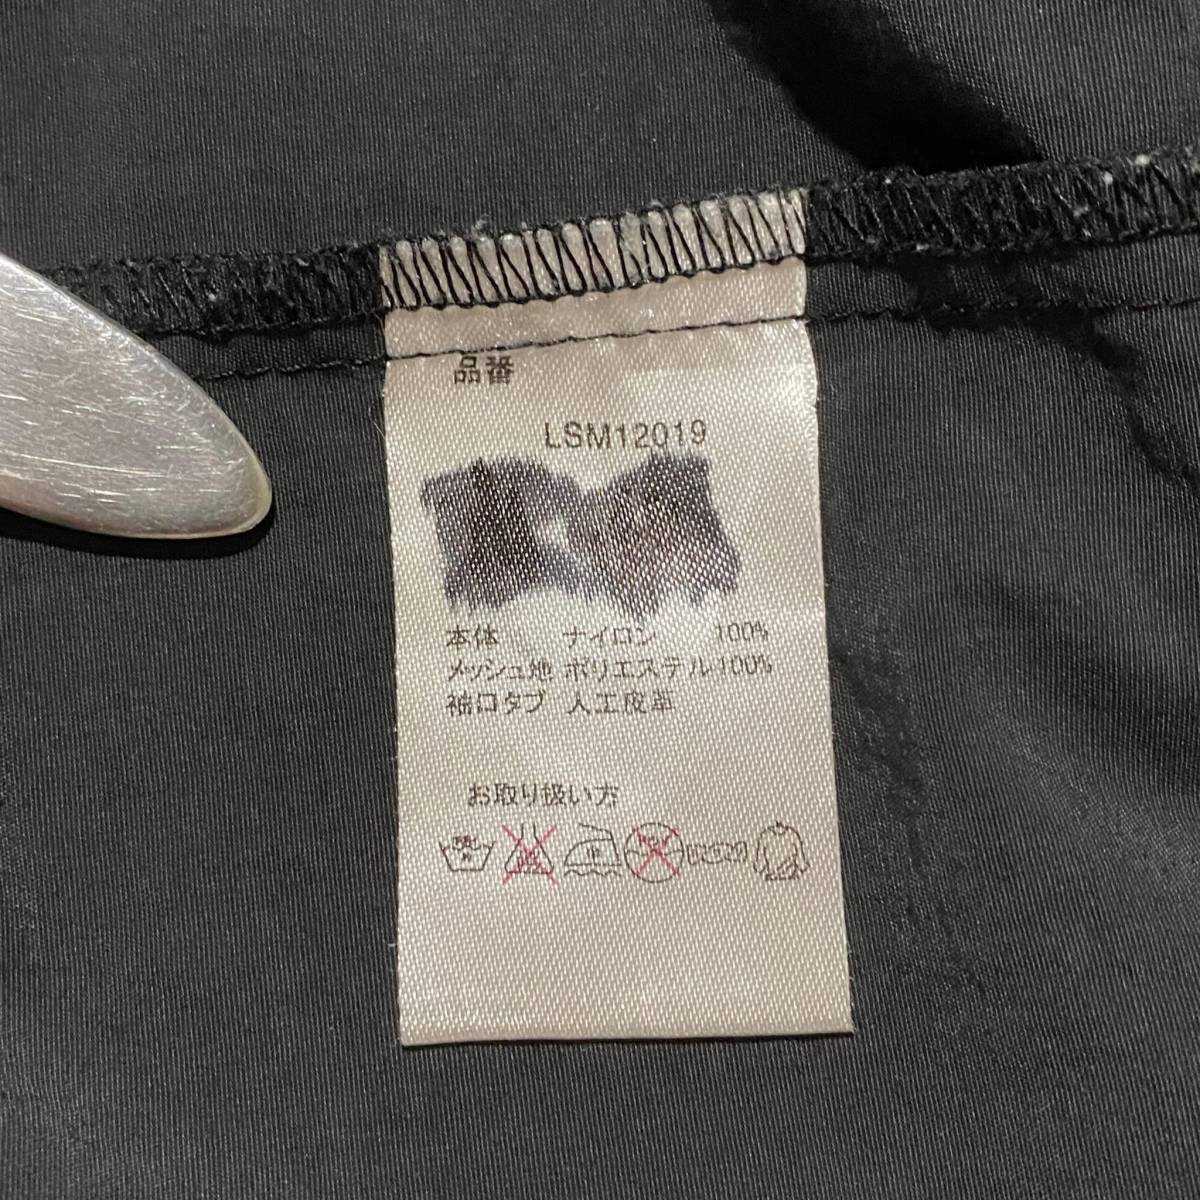 品番
LSM12019
本体 ナイロン 100%
メッシュ地 ポリエステル100%
袖口タブ 人工皮革
お取り扱い方